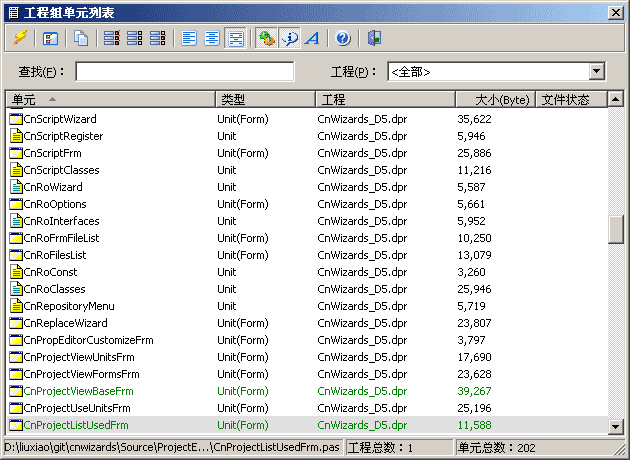 工程组单元列表
查找(F)： 工程(P)： <全部>
单元 类型 工程 大小(Byte) 文件状态
CnScriptWizard Unit(Form) CnWizards_D5.dpr 35,622
CnScriptRegister Unit CnWizards_D5.dpr 5,946
CnScriptFrm Unit(Form) CnWizards_D5.dpr 25,886
CnScriptClasses Unit CnWizards_D5.dpr 11,216
CnRoWizard Unit CnWizards_D5.dpr 5,587
CnRoOptions Unit(Form) CnWizards_D5.dpr 5,661
CnRoInterfaces Unit CnWizards_D5.dpr 5,952
CnRoFrmFileList Unit(Form) CnWizards_D5.dpr 10,250
CnRoFilesList Unit(Form) CnWizards_D5.dpr 13,079
CnRoConst Unit CnWizards_D5.dpr 3,260
CnRoClasses Unit CnWizards_D5.dpr 25,946
CnRepositoryMenu Unit CnWizards_D5.dpr 5,719
CnReplaceWizard Unit(Form) CnWizards_D5.dpr 23,807
CnPropEditorCustomizeFrm Unit(Form) CnWizards_D5.dpr 3,797
CnProjectViewUnitsFrm Unit(Form) CnWizards_D5.dpr 17,690
CnProjectViewFormsFrm Unit(Form) CnWizards_D5.dpr 23,628
CnProjectViewBaseFrm Unit(Form) CnWizards_D5.dpr 39,267
CnProjectUseUnitsFrm Unit(Form) CnWizards_D5.dpr 25,196
CnProjectListUsedFrm Unit(Form) CnWizards_D5.dpr 11,588
D:\liuxiao\git\cnwizards\Source\ProjectE...\CnProjectListUsedFrm.pas 工程总数：1 单元总数：202